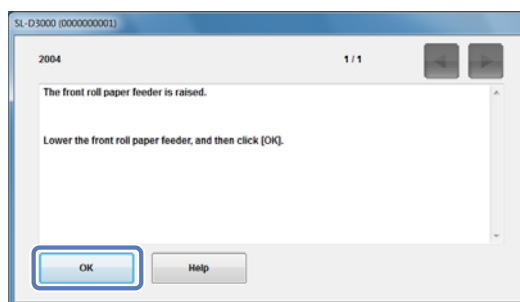 SL-D3000 (0000000001)
2004 1/1
The front roll paper feeder is raised.
Lower the front roll paper feeder, and then click [OK].
OK Help